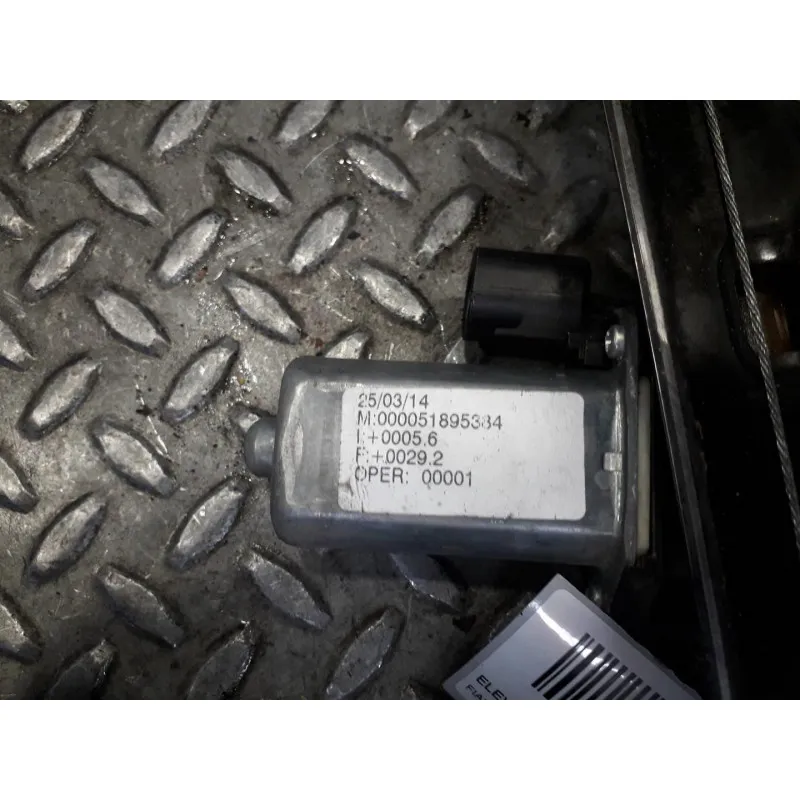 25/03/14
M:000051895384
I:+0005.6
F:+0029.2
OPER: 00001